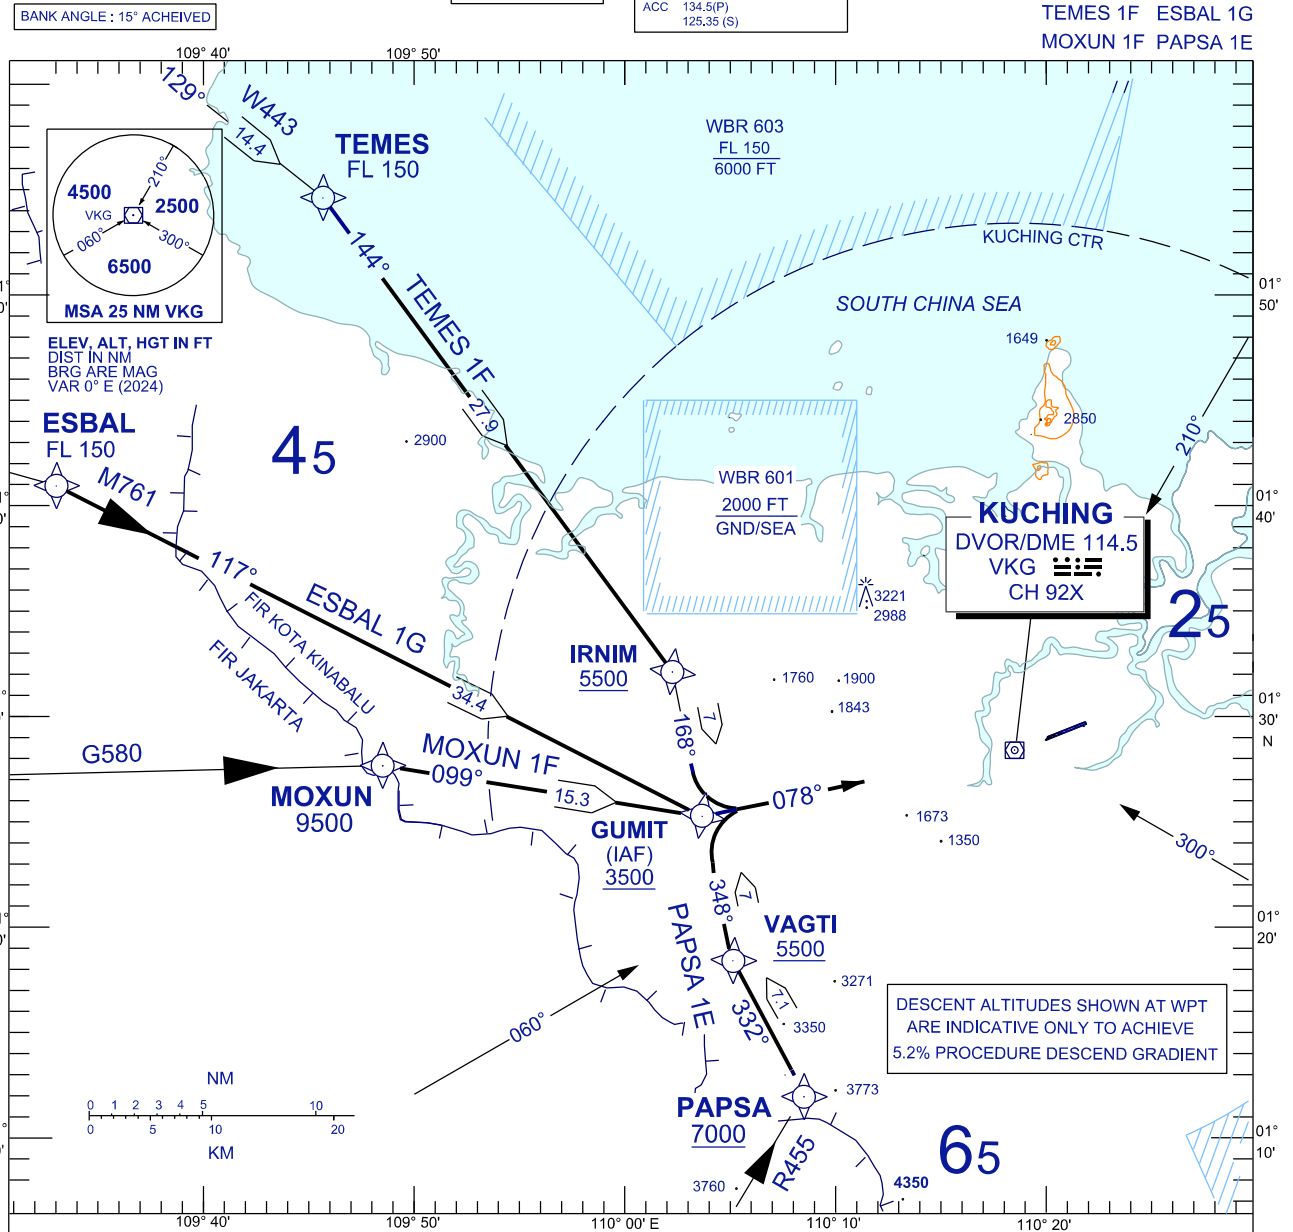 BANK ANGLE : 15° ACHEIVED
ACC 134.5(P)
125.35 (S)
TEMES 1F ESBAL 1G
MOXUN 1F PAPSA 1E
109° 40'
109° 50'
129°
W443
14.4
TEMES
FL 150
WBR 603
FL 150
6000 FT
4500
2500
6500
VKG
210°
060°
300°
MSA 25 NM VKG
ELEV, ALT, HGT IN FT
DIST IN NM
BRG ARE MAG
VAR 0° E (2024)
144°
TEMES 1F
27.9
KUCHING CTR
SOUTH CHINA SEA
01°
50'
1649
2850
210°
ESBAL
FL 150
M761
45
2900
WBR 601
2000 FT
GND/SEA
KUCHING
DVOR/DME 114.5
VKG
CH 92X
01°
40'
117°
ESBAL 1G
FIR KOTA KINABALU
FIR JAKARTA
34.4
3221
2988
25
IRNIM
5500
1760
1900
1843
168°
7
01°
30'
N
G580
MOXUN 1F
099°
15.3
MOXUN
9500
GUMIT
(IAF)
3500
078°
1673
1350
300°
348°
7
PAPSA 1E
VAGTI
5500
01°
20'
3271
7.1
3350
332°
060°
DESCENT ALTITUDES SHOWN AT WPT
ARE INDICATIVE ONLY TO ACHIEVE
5.2% PROCEDURE DESCEND GRADIENT
NM
0 1 2 3 4 5 10
0 5 10 20
KM
PAPSA
7000
3773
R455
65
01°
10'
3760
4350
109° 40'
109° 50'
110° 00' E
110° 10'
110° 20'